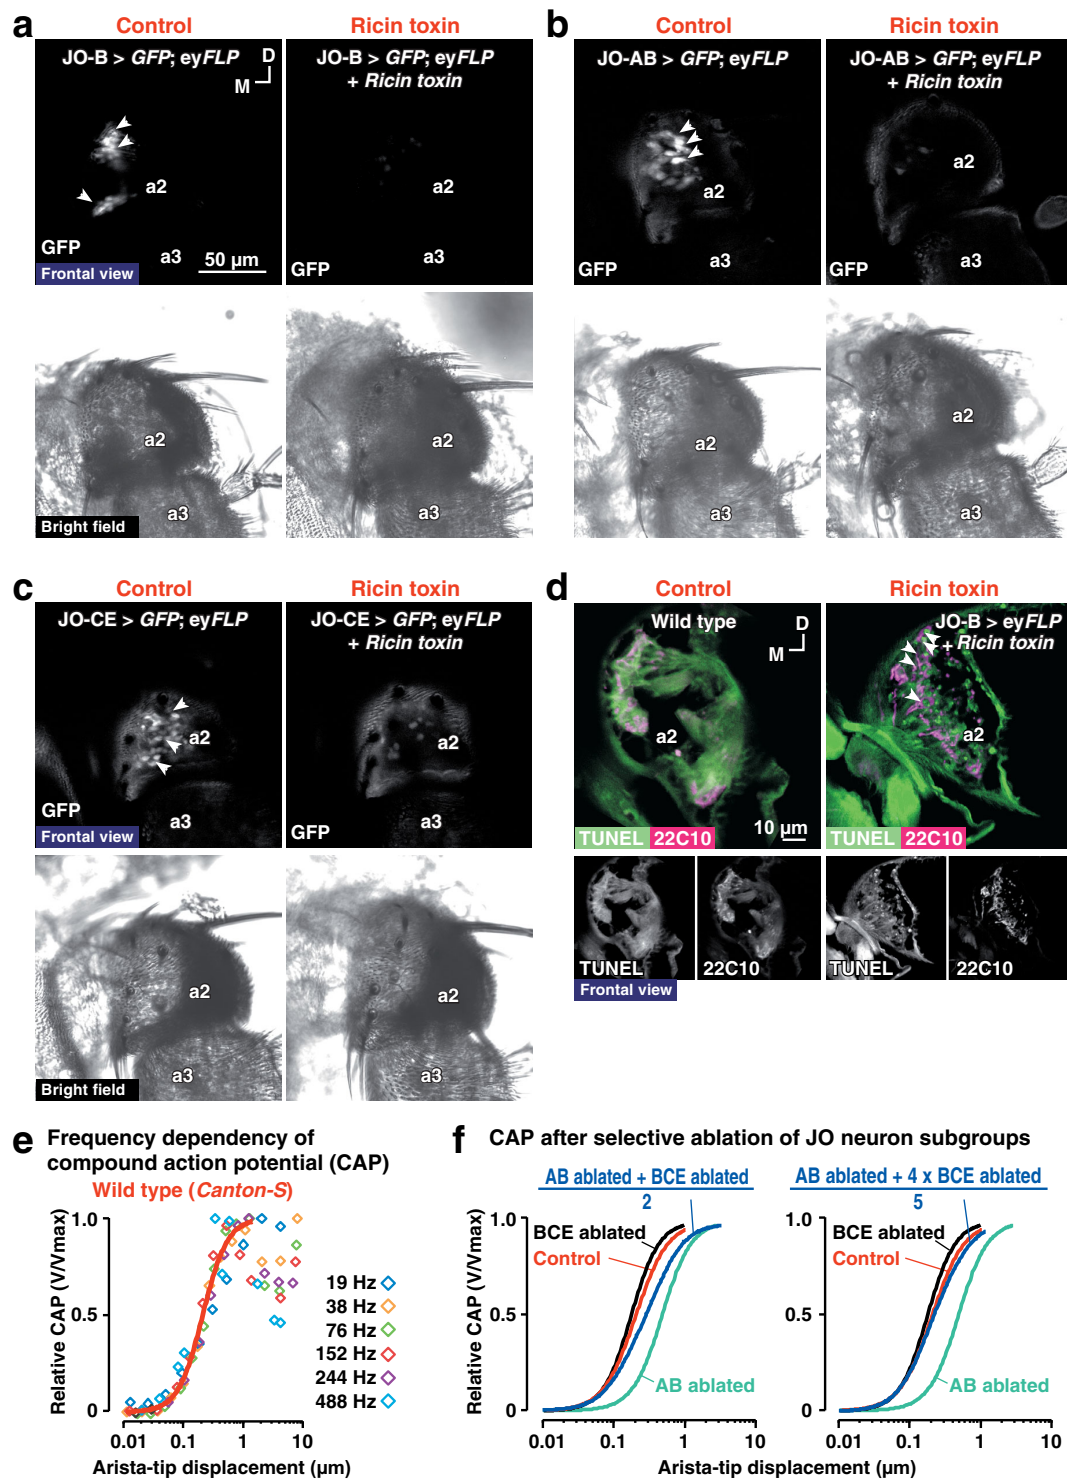 a
Control
Ricin toxin
JO-B > GFP; eyFLP
D
M
JO-B > GFP; eyFLP
+ Ricin toxin
a2
a2
GFP
Frontal view
a3
50 µm
GFP
a3
a2
a2
Bright field
a3
a3
b
Control
Ricin toxin
JO-AB > GFP; eyFLP
JO-AB > GFP; eyFLP
+ Ricin toxin
a2
a2
GFP
a3
GFP
a3
a2
a2
a3
a3
c
Control
Ricin toxin
JO-CE > GFP; eyFLP
JO-CE > GFP; eyFLP
+ Ricin toxin
a2
a2
GFP
Frontal view
a3
GFP
a3
a2
a2
Bright field
a3
a3
d
Control
Ricin toxin
Wild type
D
M
JO-B > eyFLP
+ Ricin toxin
a2
a2
TUNEL 22C10
10 µm
TUNEL 22C10
TUNEL
22C10
TUNEL
22C10
Frontal view
e
Frequency dependency of
compound action potential (CAP)
Wild type (Canton-S)
Relative CAP (V/Vmax)
1.0
0.5
0
19 Hz
38 Hz
76 Hz
152 Hz
244 Hz
488 Hz
0.01 0.1 1 10
Arista-tip displacement (µm)
f
CAP after selective ablation of JO neuron subgroups
AB ablated + BCE ablated
2
Relative CAP (V/Vmax)
1.0
0.5
0
BCE ablated
Control
AB ablated
0.01 0.1 1 10
Arista-tip displacement (µm)
AB ablated + 4 x BCE ablated
5
1.0
0.5
0
BCE ablated
Control
AB ablated
0.01 0.1 1 10
Arista-tip displacement (µm)